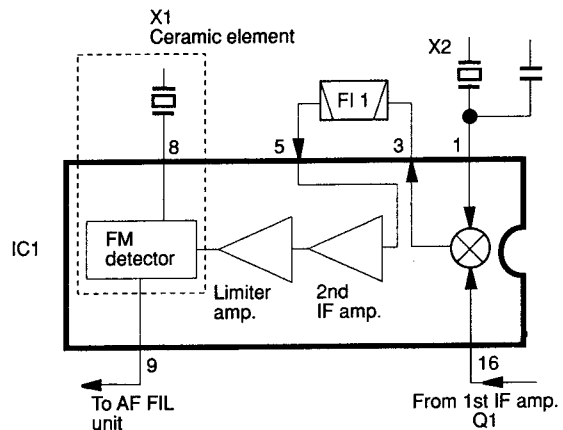 X1
Ceramic element
X2
FI 1
8
5
3
1
IC1
FM
detector
Limiter
amp.
2nd
IF amp.
9
16
To AF FIL
unit
From 1st IF amp.
Q1